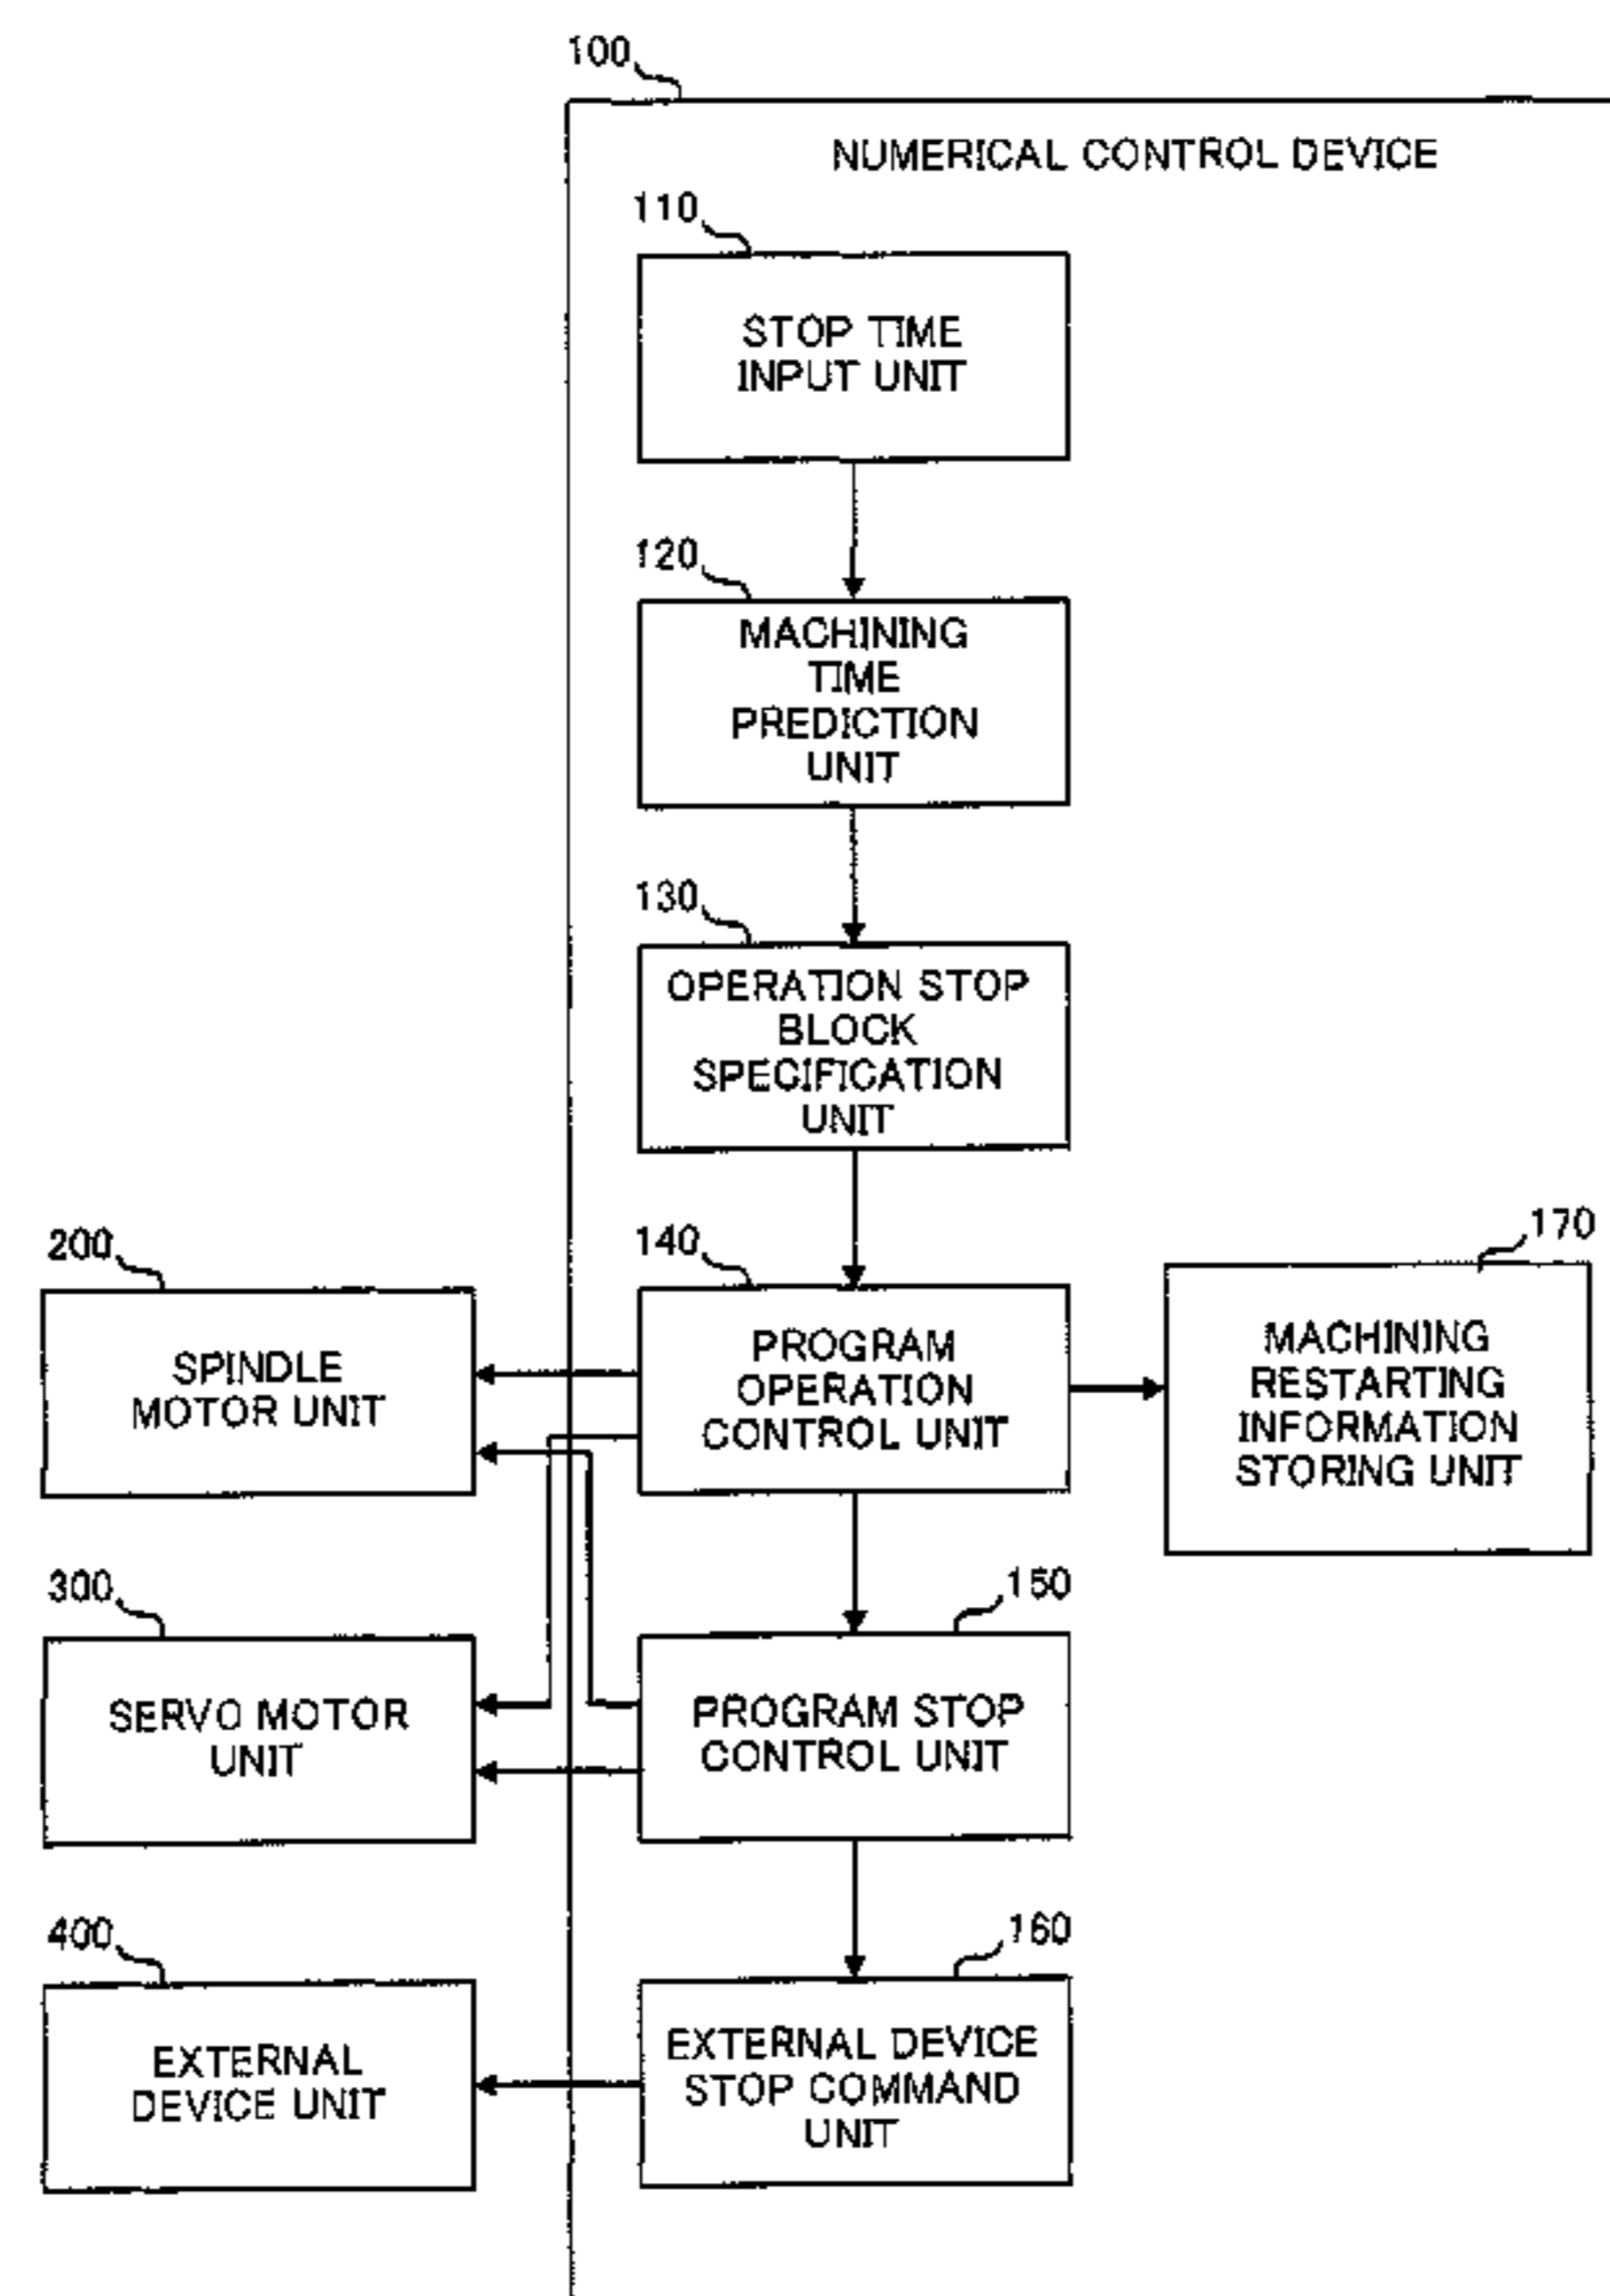 100
NUMERICAL CONTROL DEVICE
110
STOP TIME
INPUT UNIT
120
MACHINING
TIME
PREDICTION
UNIT
130
OPERATION STOP
BLOCK
SPECIFICATION
UNIT
200
SPINDLE
MOTOR UNIT
140
PROGRAM
OPERATION
CONTROL UNIT
170
MACHINING
RESTARTING
INFORMATION
STORING UNIT
300
SERVO MOTOR
UNIT
150
PROGRAM STOP
CONTROL UNIT
400
EXTERNAL
DEVICE UNIT
160
EXTERNAL DEVICE
STOP COMMAND
UNIT